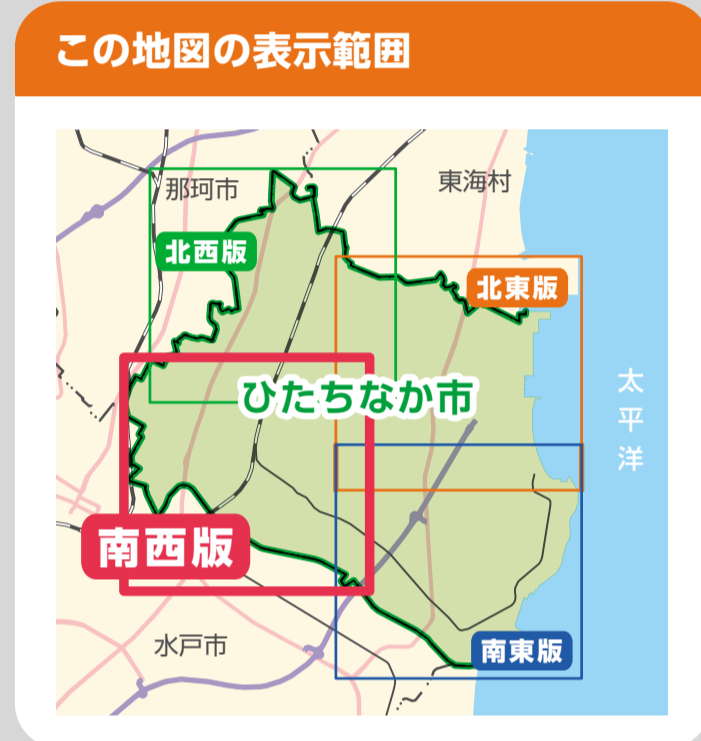 この地図の表示範囲
那珂市
東海村
北西版
北東版
ひたちなか市
太平洋
南西版
水戸市
南東版